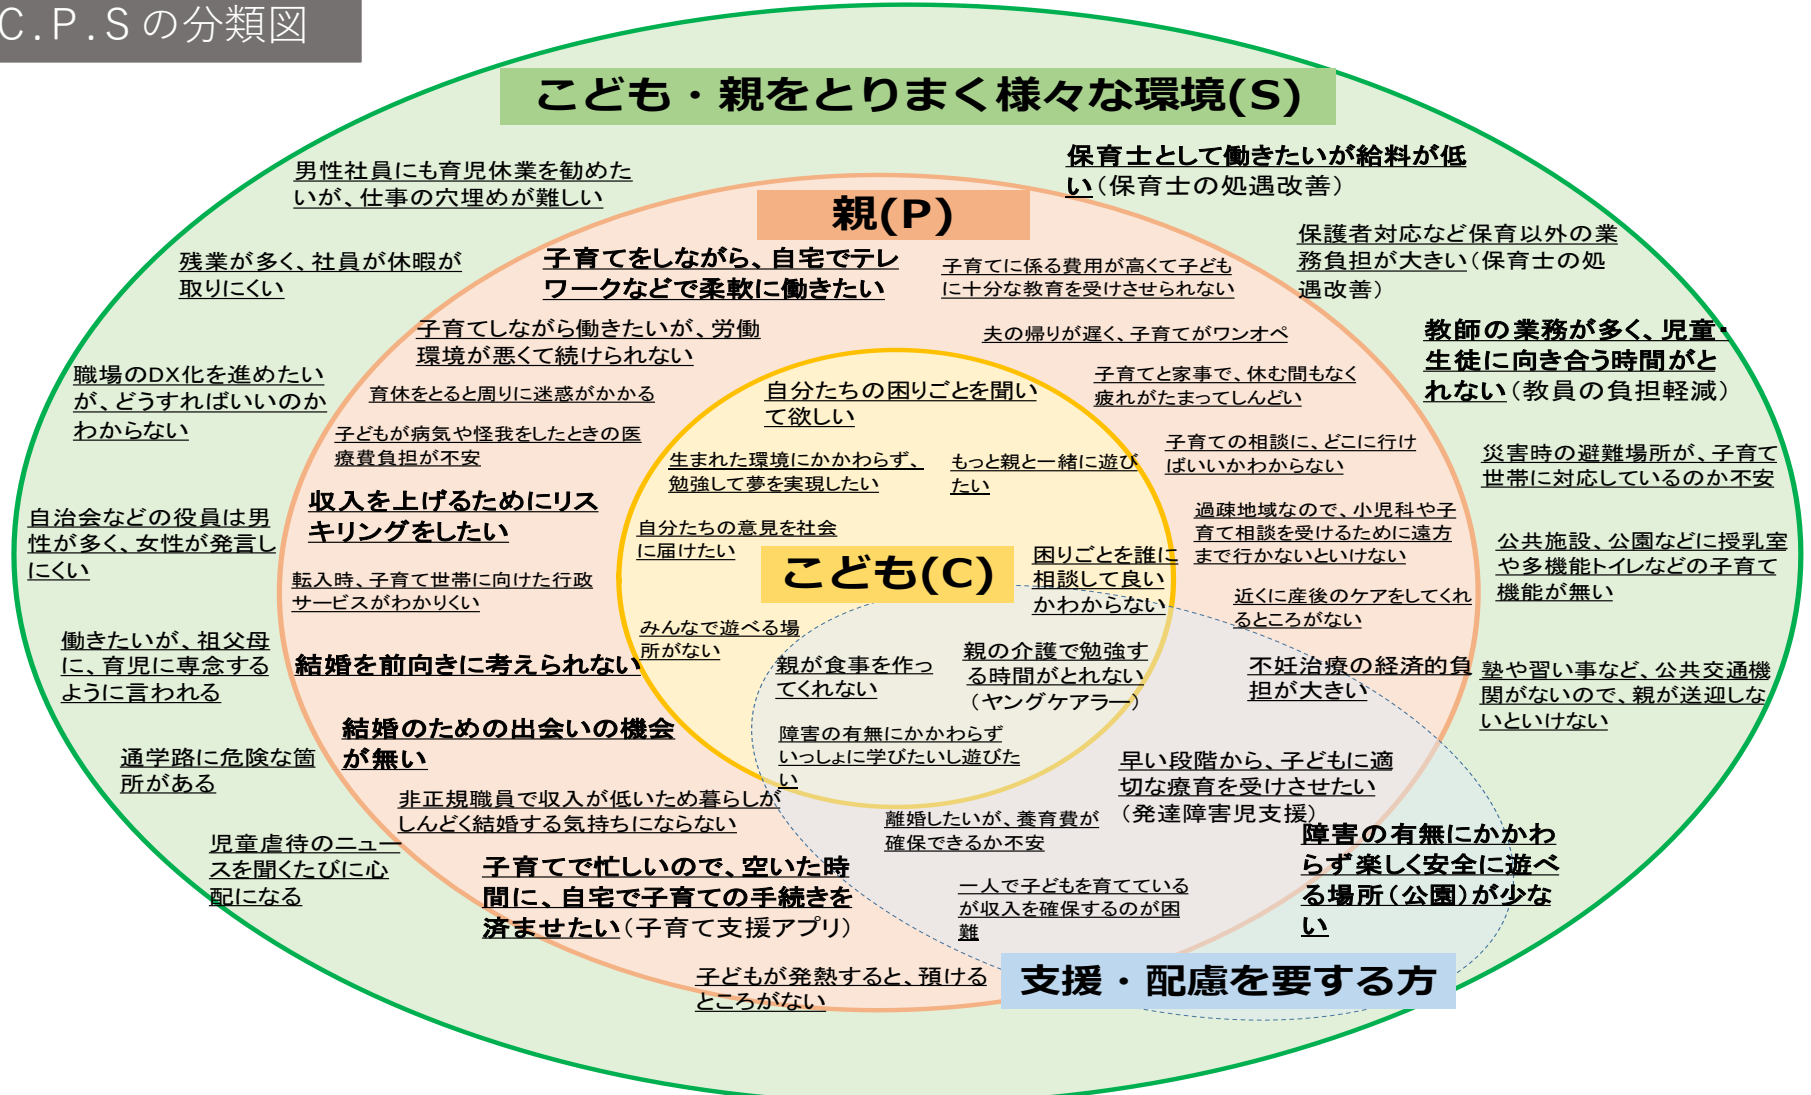 C.P.Sの分類図
こども・親をとりまく様々な環境(S)
男性社員にも育児休業を勧めた
いが、仕事の穴埋めが難しい
残業が多く、社員が休暇が
取りにくい
職場のDX化を進めたい
が、どうすればいいのか
わからない
自治会などの役員は男
性が多く、女性が発言し
にくい
働きたいが、祖父母
に、育児に専念する
ように言われる
通学路に危険な箇
所がある
児童虐待のニュー
スを聞くたびに心
配になる
保育士として働きたいが給料が低
い(保育士の処遇改善)
保護者対応など保育以外の業
務負担が大きい(保育士の処
遇改善)
教師の業務が多く、児童・
生徒に向き合う時間がと
れない(教員の負担軽減)
災害時の避難場所が、子育て
世帯に対応しているのか不安
公共施設、公園などに授乳室
や多機能トイレなどの子育て
機能が無い
塾や習い事など、公共交通機
関がないので、親が送迎しな
いといけない
親(P)
子育てをしながら、自宅でテレ
ワークなどで柔軟に働きたい
子育てしながら働きたいが、労働
環境が悪くて続けられない
育休をとると周りに迷惑がかかる
子どもが病気や怪我をしたときの医
療費負担が不安
収入を上げるためにリス
キリングをしたい
転入時、子育て世帯に向けた行政
サービスがわかりくい
結婚を前向きに考えられない
結婚のための出会いの機会
が無い
非正規職員で収入が低いため暮らしが
しんどく結婚する気持ちにならない
子育てで忙しいので、空いた時
間に、自宅で子育ての手続きを
済ませたい(子育て支援アプリ)
子どもが発熱すると、預ける
ところがない
子育てに係る費用が高くて子ども
に十分な教育を受けさせられない
夫の帰りが遅く、子育てがワンオペ
子育てと家事で、休む間もなく
疲れがたまってしんどい
子育ての相談に、どこに行け
ばいいかわからない
過疎地域なので、小児科や子
育て相談を受けるために遠方
まで行かないといけない
近くに産後のケアをしてくれ
るところがない
不妊治療の経済的負
担が大きい
こども(C)
自分たちの困りごとを聞い
て欲しい
生まれた環境にかかわらず、
勉強して夢を実現したい
もっと親と一緒に遊び
たい
自分たちの意見を社会
に届けたい
困りごとを誰に
相談して良い
かわからない
みんなで遊べる場
所がない
親が食事を作っ
てくれない
親の介護で勉強す
る時間がとれない
(ヤングケアラー)
障害の有無にかかわらず
いっしょに学びたいし遊びた
い
早い段階から、子どもに適
切な療育を受けさせたい
(発達障害児支援)
離婚したいが、養育費が
確保できるか不安
一人で子どもを育てている
が収入を確保するのが困
難
障害の有無にかかわ
らず楽しく安全に遊べ
る場所(公園)が少な
い
支援・配慮を要する方